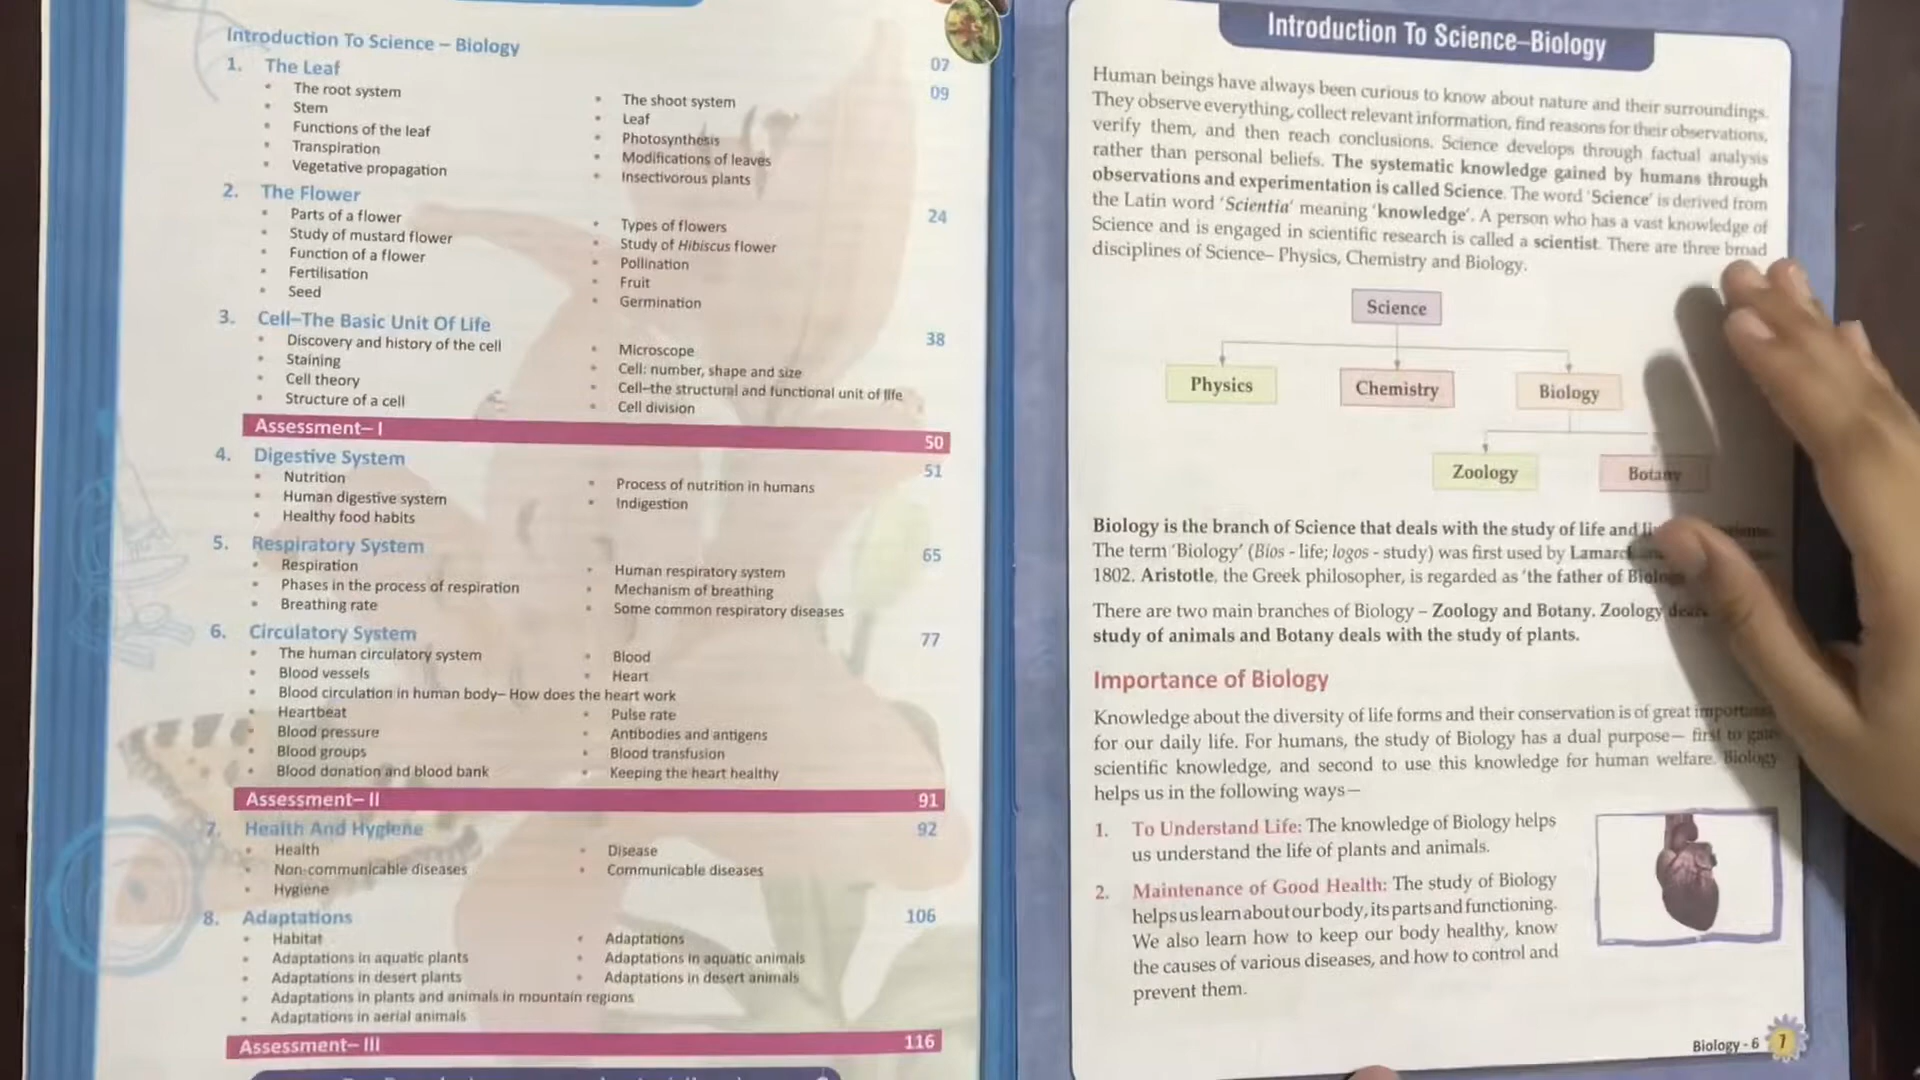 Introduction To Science – Biology 07
1. The Leaf 09
• The root system • The shoot system
• Stem • Leaf
• Functions of the leaf • Photosynthesis
• Transpiration • Modifications of leaves
• Vegetative propagation • Insectivorous plants
2. The Flower 24
• Parts of a flower • Types of flowers
• Study of mustard flower • Study of Hibiscus flower
• Function of a flower • Pollination
• Fertilisation • Fruit
• Seed • Germination
3. Cell–The Basic Unit Of Life 38
• Discovery and history of the cell • Microscope
• Staining • Cell: number, shape and size
• Cell theory • Cell–the structural and functional unit of life
• Structure of a cell • Cell division
Assessment– I 50
4. Digestive System 51
• Nutrition • Process of nutrition in humans
• Human digestive system • Indigestion
• Healthy food habits
5. Respiratory System 65
• Respiration • Human respiratory system
• Phases in the process of respiration • Mechanism of breathing
• Breathing rate • Some common respiratory diseases
6. Circulatory System 77
• The human circulatory system • Blood
• Blood vessels • Heart
• Blood circulation in human body– How does the heart work
• Heartbeat • Pulse rate
• Blood pressure • Antibodies and antigens
• Blood groups • Blood transfusion
• Blood donation and blood bank • Keeping the heart healthy
Assessment– II 91
7. Health And Hygiene 92
• Health • Disease
• Non-communicable diseases • Communicable diseases
• Hygiene
8. Adaptations 106
• Habitat • Adaptations
• Adaptations in aquatic plants • Adaptations in aquatic animals
• Adaptations in desert plants • Adaptations in desert animals
• Adaptations in plants and animals in mountain regions
• Adaptations in aerial animals
Assessment– III 116
Introduction To Science–Biology
Human beings have always been curious to know about nature and their surroundings.
They observe everything, collect relevant information, find reasons for their observations,
verify them, and then reach conclusions. Science develops through factual analysis
rather than personal beliefs. The systematic knowledge gained by humans through
observations and experimentation is called Science. The word 'Science' is derived from
the Latin word 'Scientia' meaning 'knowledge'. A person who has a vast knowledge of
Science and is engaged in scientific research is called a scientist. There are three broad
disciplines of Science– Physics, Chemistry and Biology.
Science
Physics Chemistry Biology
Zoology Botany
Biology is the branch of Science that deals with the study of life and
The term 'Biology' (Bios - life; logos - study) was first used by Lamarck
1802. Aristotle, the Greek philosopher, is regarded as 'the father of Biology
There are two main branches of Biology – Zoology and Botany. Zoology deals
study of animals and Botany deals with the study of plants.
Importance of Biology
Knowledge about the diversity of life forms and their conservation is of great
for our daily life. For humans, the study of Biology has a dual purpose– first to gain
scientific knowledge, and second to use this knowledge for human welfare. Biology
helps us in the following ways–
1. To Understand Life: The knowledge of Biology helps
us understand the life of plants and animals.
2. Maintenance of Good Health: The study of Biology
helps us learn about our body, its parts and functioning.
We also learn how to keep our body healthy, know
the causes of various diseases, and how to control and
prevent them.
Biology - 6 7